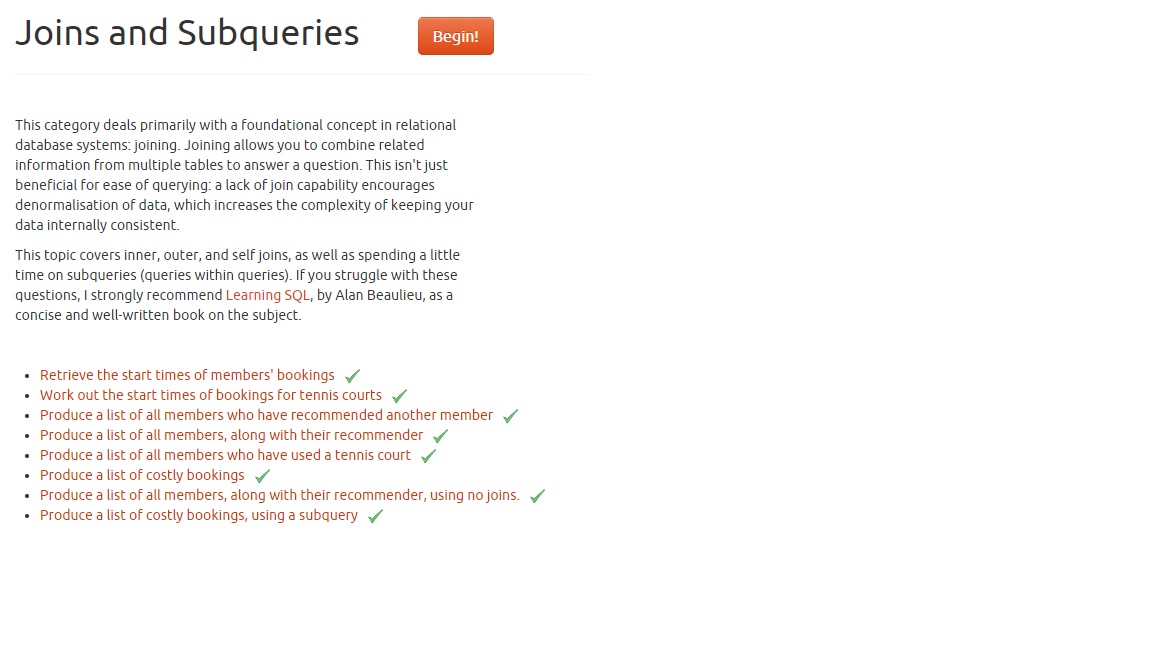 Joins and Subqueries
Begin!
This category deals primarily with a foundational concept in relational
database systems: joining. Joining allows you to combine related
information from multiple tables to answer a question. This isn't just
beneficial for ease of querying: a lack of join capability encourages
denormalisation of data, which increases the complexity of keeping your
data internally consistent.
This topic covers inner, outer, and self joins, as well as spending a little
time on subqueries (queries within queries). If you struggle with these
questions, I strongly recommend Learning SQL, by Alan Beaulieu, as a
concise and well-written book on the subject.
Retrieve the start times of members' bookings
Work out the start times of bookings for tennis courts
Produce a list of all members who have recommended another member
Produce a list of all members, along with their recommender
Produce a list of all members who have used a tennis court
Produce a list of costly bookings
Produce a list of all members, along with their recommender, using no joins.
Produce a list of costly bookings, using a subquery